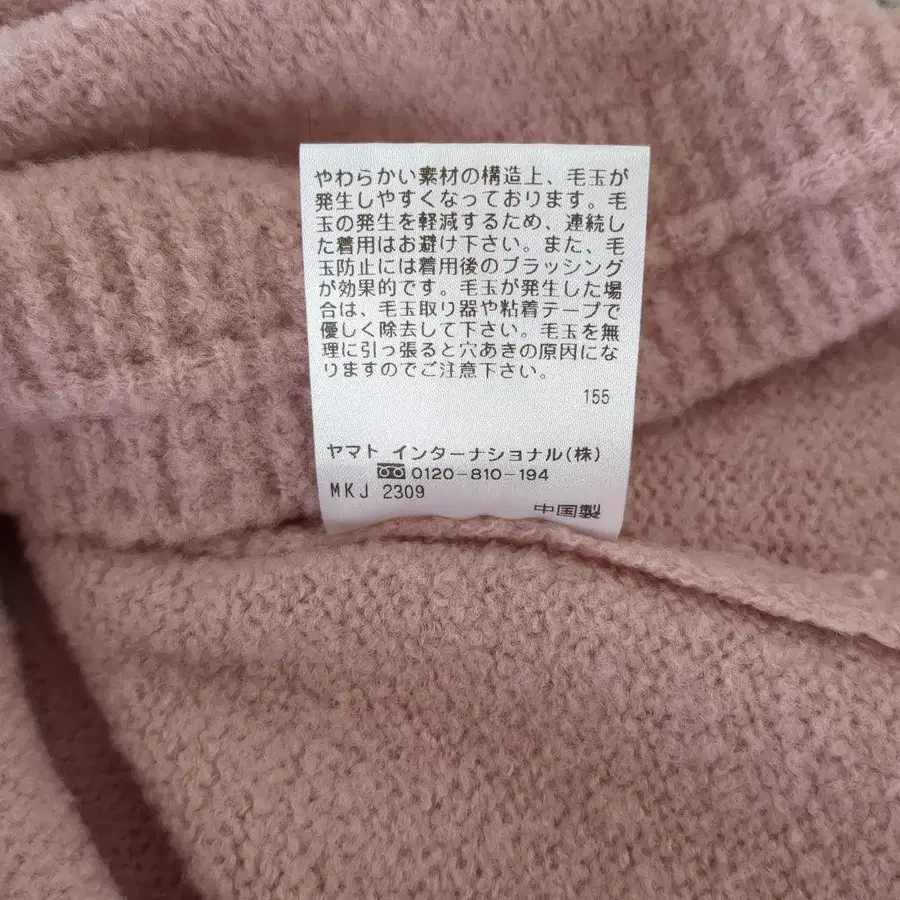 やわらかい素材の構造上、毛玉が
発生しやすくなっております。毛
玉の発生を軽減するため、連続し
た着用はお避け下さい。また、毛
玉防止には着用後のブラッシング
が効果的です。毛玉が発生した場
合は、毛玉取り器や粘着テープで
優しく除去して下さい。毛玉を無
理に引っ張ると穴あきの原因にな
りますのでご注意下さい。
155
ヤマト インターナショナル(株)
0120-810-194
MKJ 2309
中国製